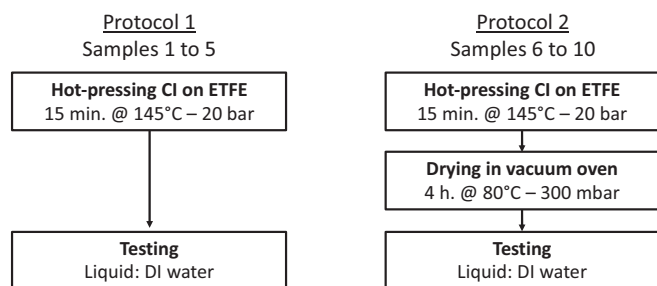 Protocol 1
Samples 1 to 5
Hot-pressing CI on ETFE
15 min. @ 145°C – 20 bar
Testing
Liquid: DI water
Protocol 2
Samples 6 to 10
Hot-pressing CI on ETFE
15 min. @ 145°C – 20 bar
Drying in vacuum oven
4 h. @ 80°C – 300 mbar
Testing
Liquid: DI water